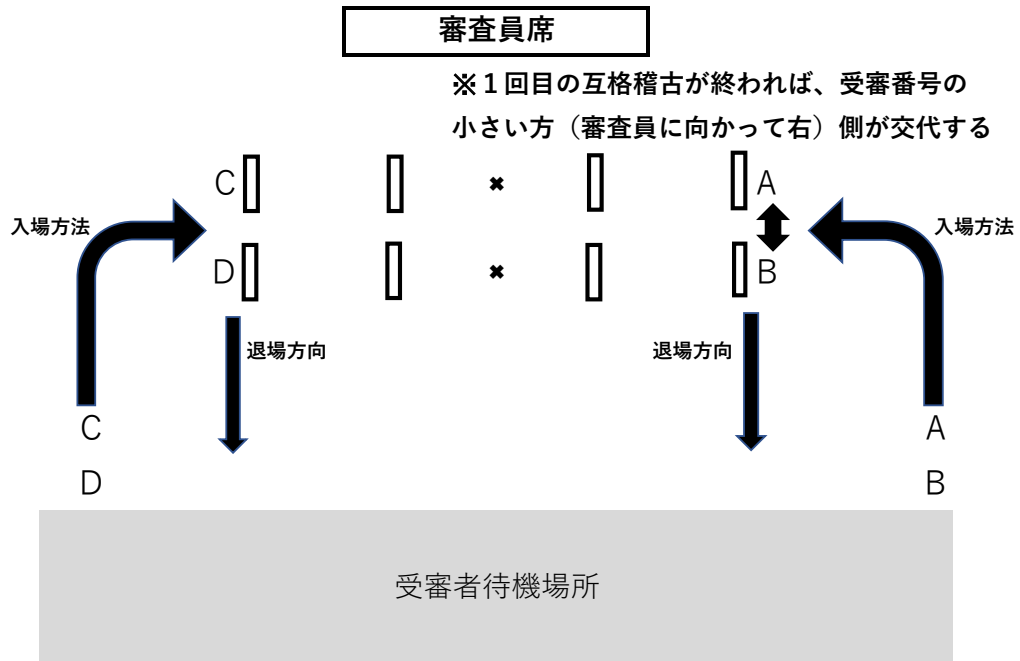 審査員席
※１回目の互格稽古が終われば、受審番号の
小さい方（審査員に向かって右）側が交代する
C
A
入場方法
入場方法
D
B
退場方向
退場方向
C
A
D
B
受審者待機場所